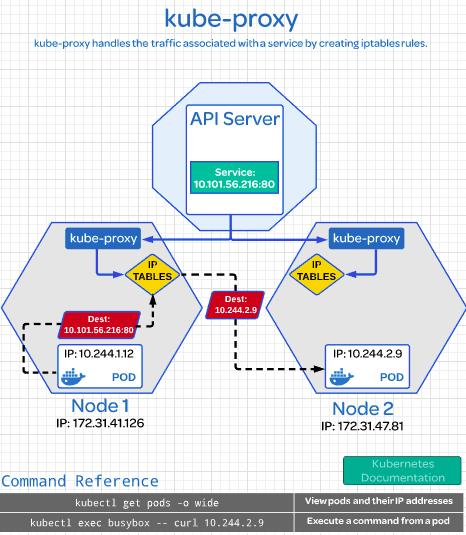 kube-proxy
kube-proxy handles the traffic associated with a service by creating iptables rules.
API Server
Service:
10.101.56.216:80
kube-proxy
kube-proxy
IP
TABLES
IP
TABLES
Dest:
10.101.56.216:80
Dest:
10.244.2.9
IP: 10.244.1.12
POD
IP: 10.244.2.9
POD
Node 1
IP: 172.31.41.126
Node 2
IP: 172.31.47.81
Kubernetes
Documentation
Command Reference
kubectl get pods -o wide
View pods and their IP addresses
kubectl exec busybox -- curl 10.244.2.9
Execute a command from a pod